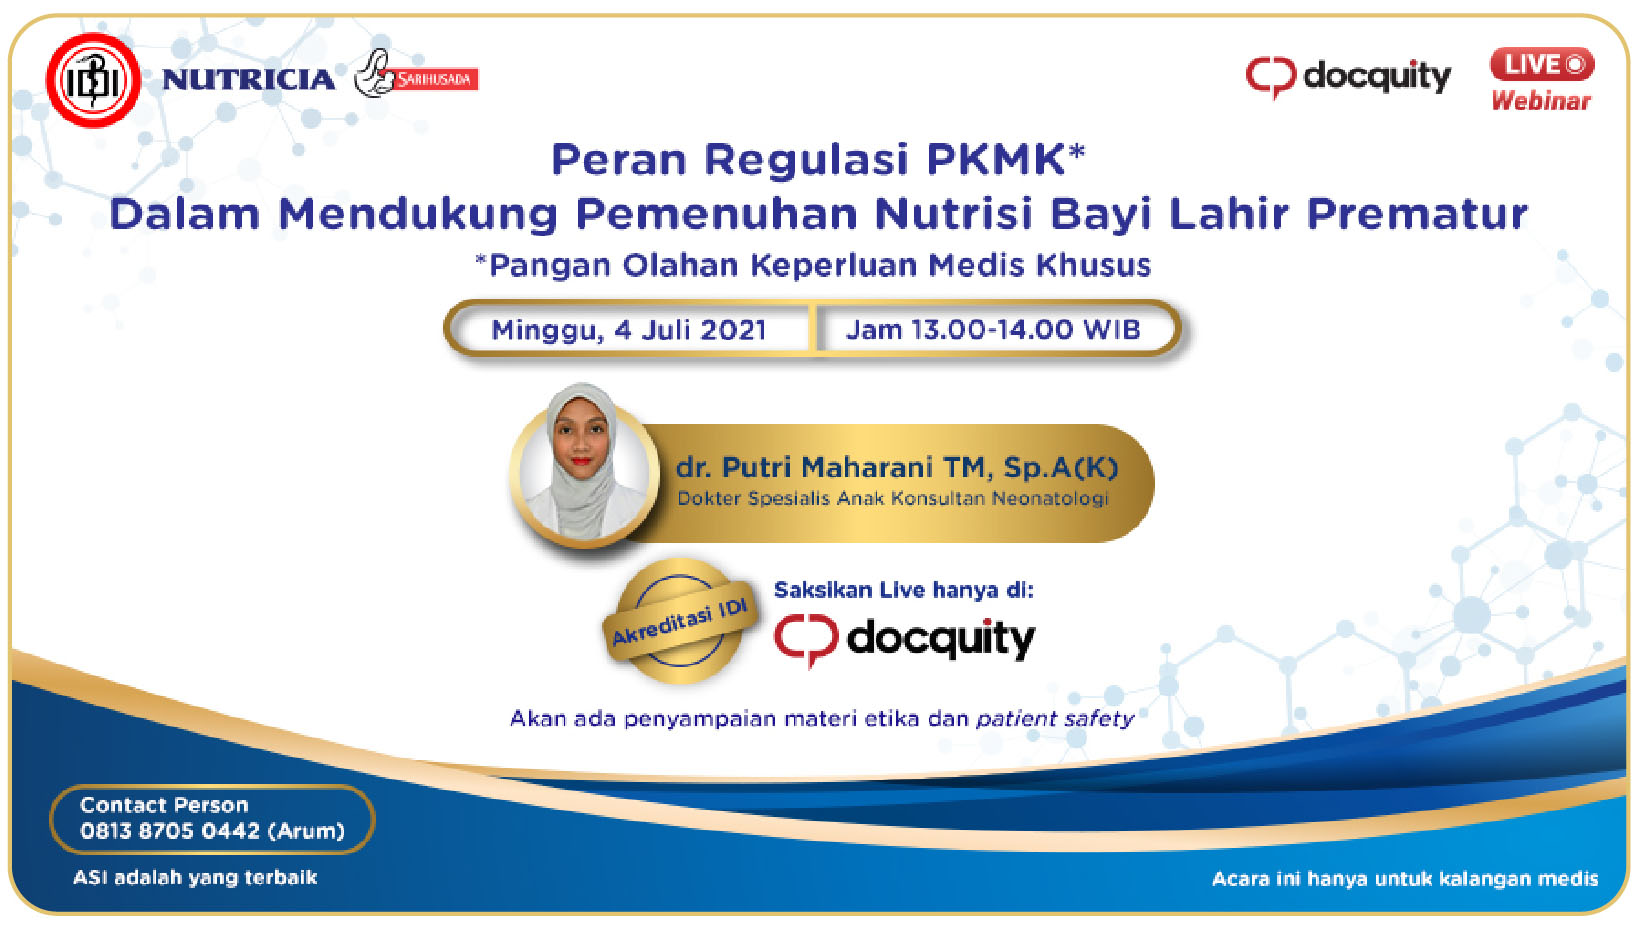 IDI
NUTRICIA
SARIHUSADA
docquity
LIVE
Webinar
Peran Regulasi PKMK*
Dalam Mendukung Pemenuhan Nutrisi Bayi Lahir Prematur
*Pangan Olahan Keperluan Medis Khusus
Minggu, 4 Juli 2021
Jam 13.00-14.00 WIB
dr. Putri Maharani TM, Sp.A(K)
Dokter Spesialis Anak Konsultan Neonatologi
Akreditasi IDI
Saksikan Live hanya di:
docquity
Akan ada penyampaian materi etika dan patient safety
Contact Person
0813 8705 0442 (Arum)
ASI adalah yang terbaik
Acara ini hanya untuk kalangan medis